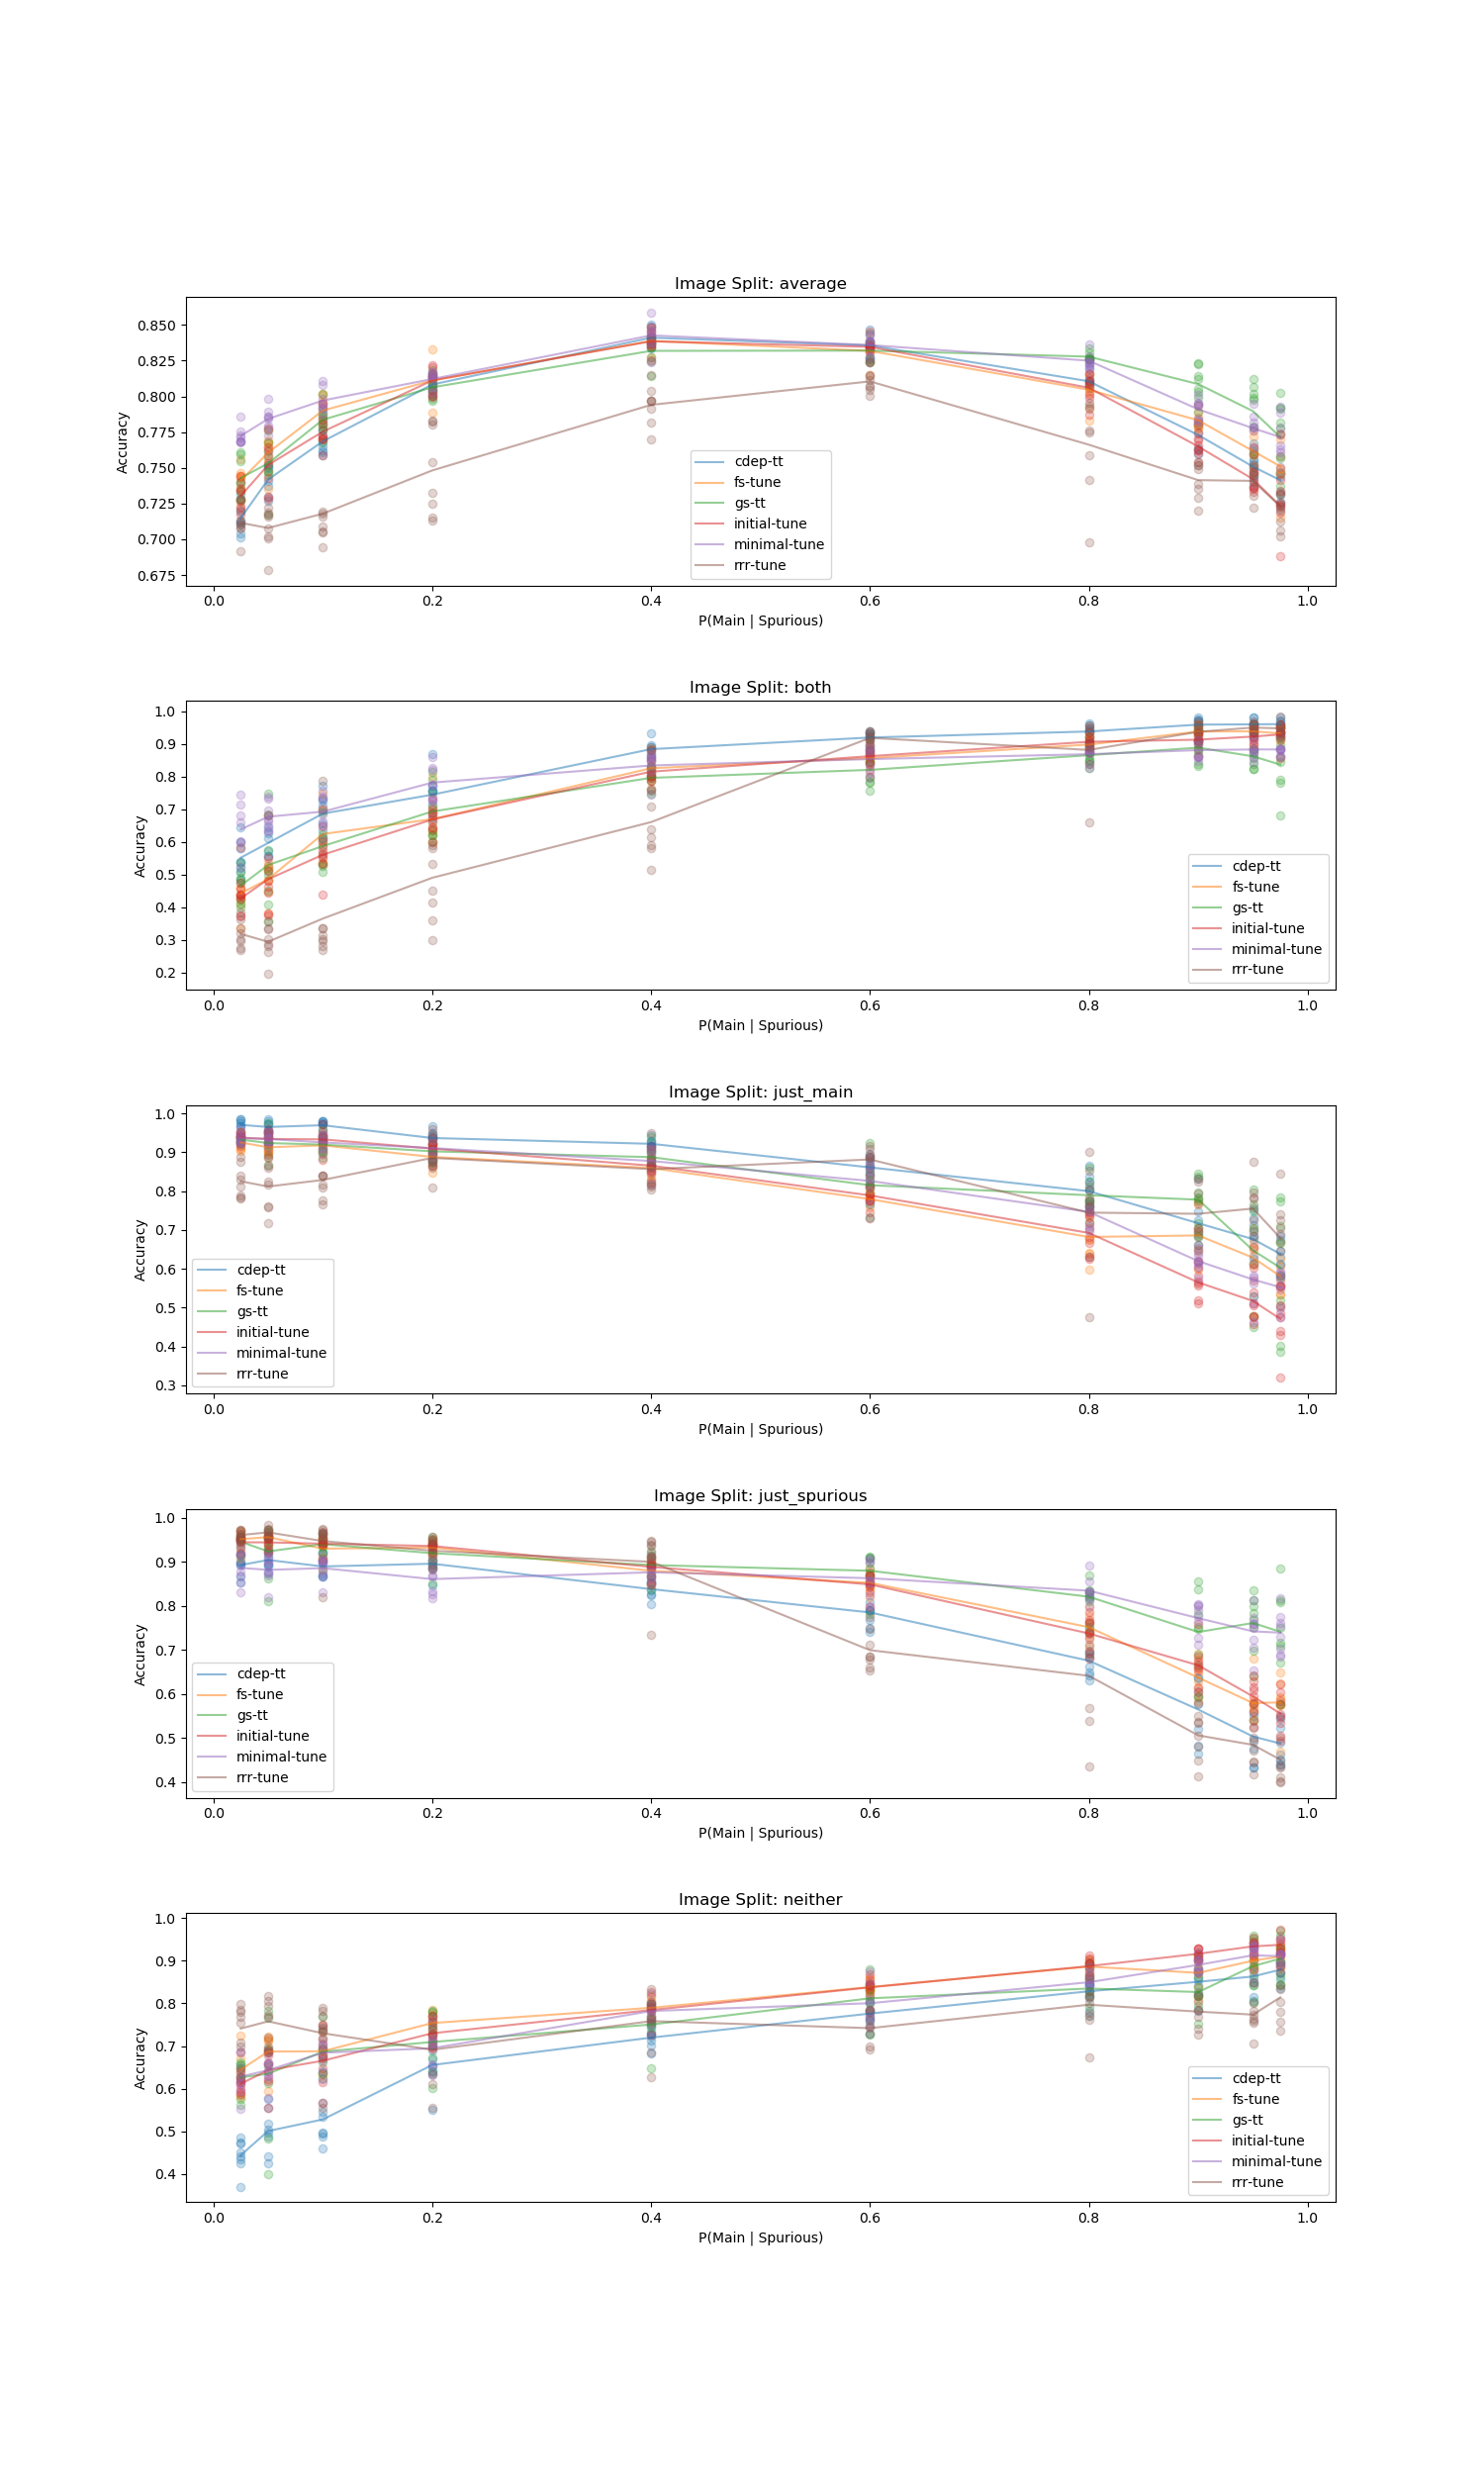 Image Split: average
0.850
0.825
0.800
0.775
0.750
0.725
0.700
0.675
Accuracy
cdep-tt
fs-tune
gs-tt
initial-tune
minimal-tune
rrr-tune
0.0 0.2 0.4 0.6 0.8 1.0
P(Main | Spurious)
Image Split: both
1.0
0.9
0.8
0.7
0.6
0.5
0.4
0.3
0.2
Accuracy
cdep-tt
fs-tune
gs-tt
initial-tune
minimal-tune
rrr-tune
0.0 0.2 0.4 0.6 0.8 1.0
P(Main | Spurious)
Image Split: just_main
1.0
0.9
0.8
0.7
0.6
0.5
0.4
0.3
Accuracy
cdep-tt
fs-tune
gs-tt
initial-tune
minimal-tune
rrr-tune
0.0 0.2 0.4 0.6 0.8 1.0
P(Main | Spurious)
Image Split: just_spurious
1.0
0.9
0.8
0.7
0.6
0.5
0.4
Accuracy
cdep-tt
fs-tune
gs-tt
initial-tune
minimal-tune
rrr-tune
0.0 0.2 0.4 0.6 0.8 1.0
P(Main | Spurious)
Image Split: neither
1.0
0.9
0.8
0.7
0.6
0.5
0.4
Accuracy
cdep-tt
fs-tune
gs-tt
initial-tune
minimal-tune
rrr-tune
0.0 0.2 0.4 0.6 0.8 1.0
P(Main | Spurious)